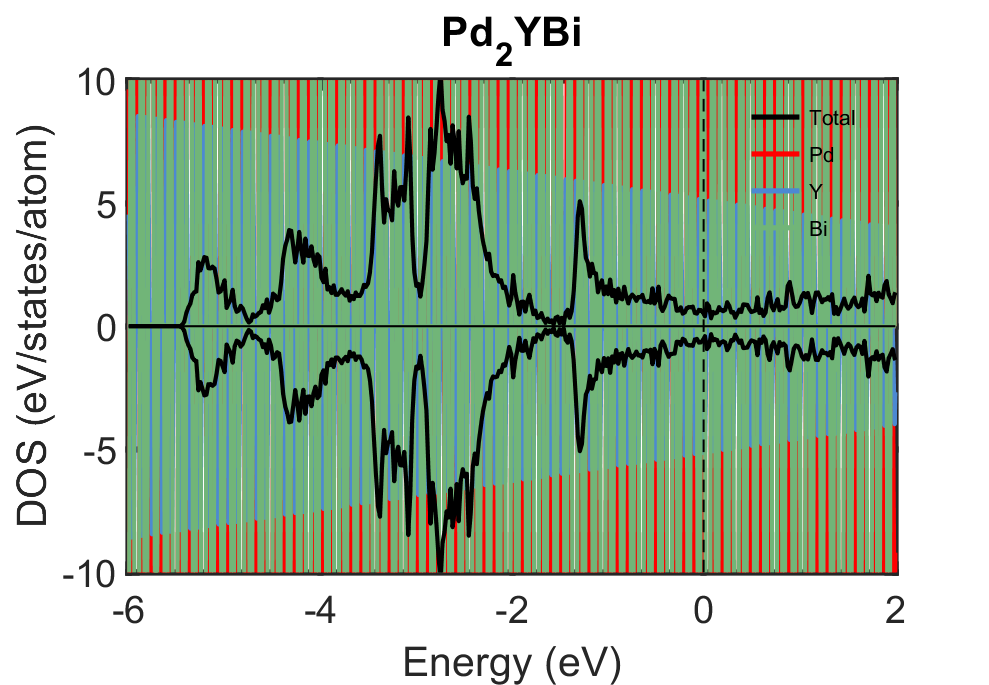 Pd2YBi
DOS (eV/states/atom)
10
5
0
-5
-10
Total
Pd
Y
Bi
-6 -4 -2 0 2
Energy (eV)